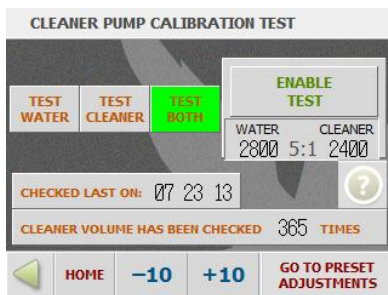 CLEANER PUMP CALIBRATION TEST
ENABLE
TEST
TEST
WATER
TEST
CLEANER
TEST
BOTH
WATER CLEANER
2800 5:1 2400
CHECKED LAST ON: 07 23 13
?
CLEANER VOLUME HAS BEEN CHECKED 365 TIMES
HOME
−10
+10
GO TO PRESET
ADJUSTMENTS